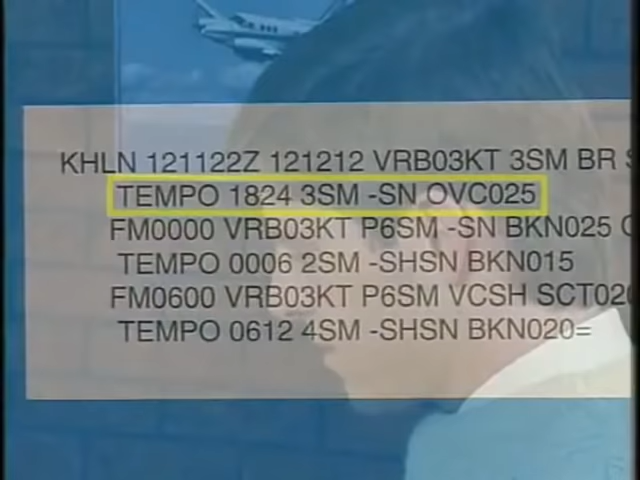 KHLN 121122Z 121212 VRB03KT 3SM BR
TEMPO 1824 3SM -SN OVC025
FM0000 VRB03KT P6SM -SN BKN025
TEMPO 0006 2SM -SHSN BKN015
FM0600 VRB03KT P6SM VCSH SCT020
TEMPO 0612 4SM -SHSN BKN020=